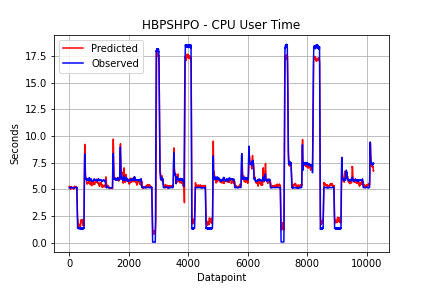 HBPSHPO - CPU User Time
Predicted
Observed
17.5
15.0
12.5
10.0
7.5
5.0
2.5
0.0
Seconds
0 2000 4000 6000 8000 10000
Datapoint